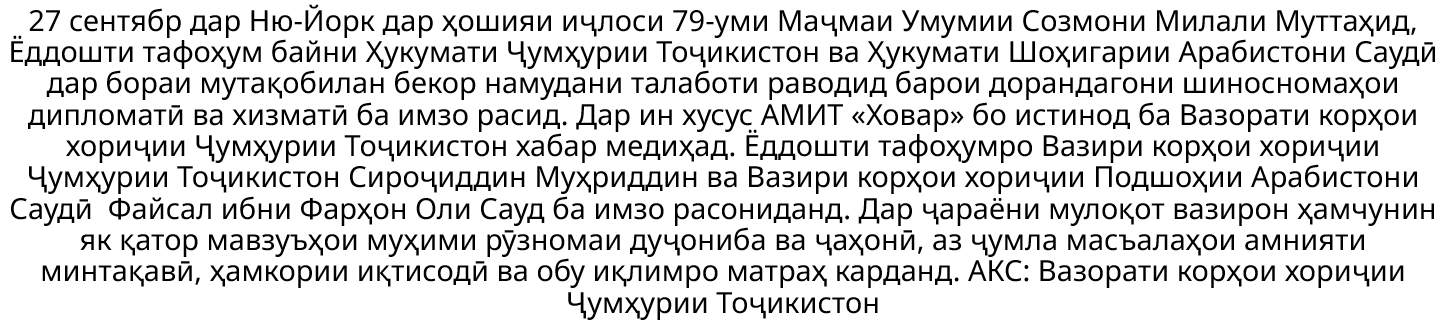 27 сентябр дар Ню-Йорк дар ҳошияи иҷлоси 79-уми Маҷмаи Умумии Созмони Милали Муттаҳид,
Ёддошти тафоҳум байни Ҳукумати Ҷумҳурии Тоҷикистон ва Ҳукумати Шоҳигарии Арабистони Саудӣ
дар бораи мутақобилан бекор намудани талаботи раводид барои дорандагони шиносномаҳои
дипломатӣ ва хизматӣ ба имзо расид. Дар ин хусус АМИТ «Ховар» бо истинод ба Вазорати корҳои
хориҷии Ҷумҳурии Тоҷикистон хабар медиҳад. Ёддошти тафоҳумро Вазири корҳои хориҷии
Ҷумҳурии Тоҷикистон Сироҷиддин Муҳриддин ва Вазири корҳои хориҷии Подшоҳии Арабистони
Саудӣ  Файсал ибни Фарҳон Оли Сауд ба имзо расониданд. Дар ҷараёни мулоқот вазирон ҳамчунин
як қатор мавзуъҳои муҳими рӯзномаи дуҷониба ва ҷаҳонӣ, аз ҷумла масъалаҳои амнияти
минтақавӣ, ҳамкории иқтисодӣ ва обу иқлимро матраҳ карданд. АКС: Вазорати корҳои хориҷии
Ҷумҳурии Тоҷикистон